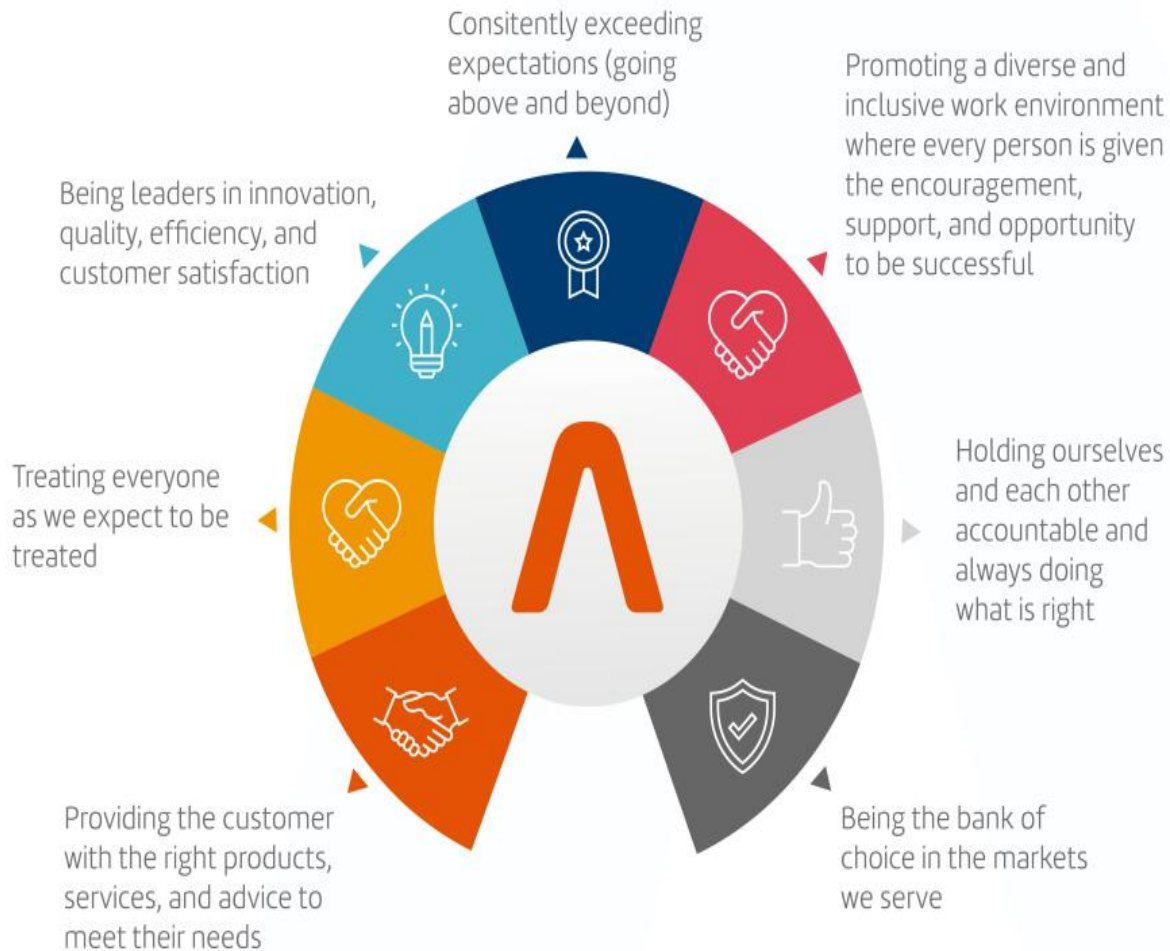 Consitently exceeding
expectations (going
above and beyond)
Promoting a diverse and
inclusive work environment
where every person is given
the encouragement,
support, and opportunity
to be successful
Being leaders in innovation,
quality, efficiency, and
customer satisfaction
Treating everyone
as we expect to be
treated
Holding ourselves
and each other
accountable and
always doing
what is right
Providing the customer
with the right products,
services, and advice to
meet their needs
Being the bank of
choice in the markets
we serve